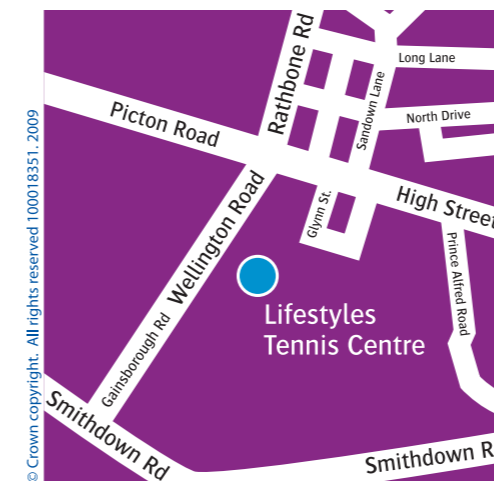 Rathbone Rd
Long Lane
Sandown Lane
North Drive
Picton Road
High Street
Glynn St.
Wellington Road
Prince Alfred Road
Lifestyles
Tennis Centre
Gainsborough Rd
Smithdown Rd
Smithdown R
© Crown copyright. All rights reserved 100018351. 2009